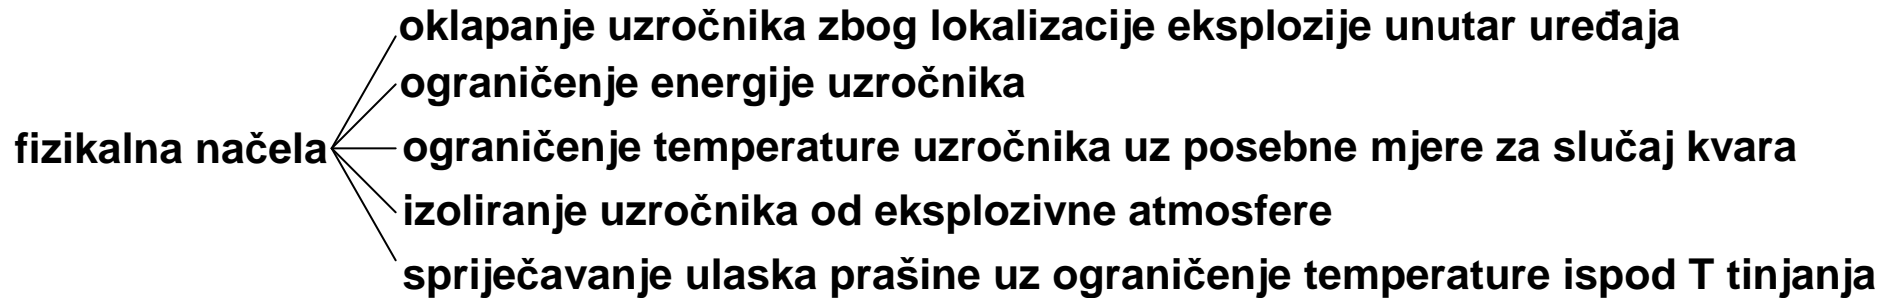 oklapanje uzročnika zbog lokalizacije eksplozije unutar uređaja
ograničenje energije uzročnika
fizikalna načela
ograničenje temperature uzročnika uz posebne mjere za slučaj kvara
izoliranje uzročnika od eksplozivne atmosfere
spriječavanje ulaska prašine uz ograničenje temperature ispod T tinjanja